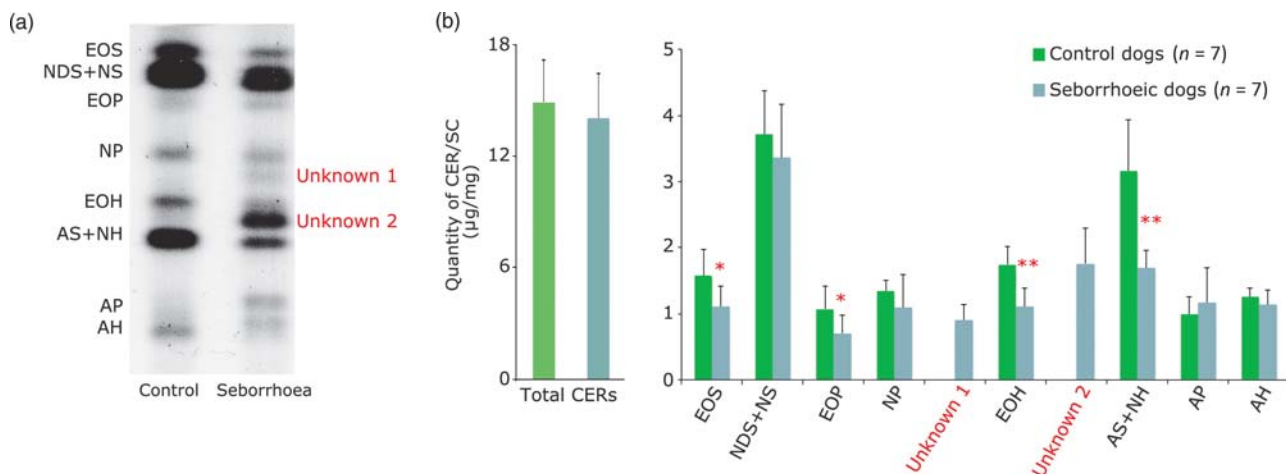 (a)
EOS
NDS+NS
EOP
NP
Unknown 1
EOH
Unknown 2
AS+NH
AP
AH
Control Seborrhoea
(b)
Quantity of CER/SC
(µg/mg)
18
12
6
0
Total CERs
5
4
3
2
1
0
Control dogs (n = 7)
Seborrhoeic dogs (n = 7)
*
*
**
**
EOS
NDS+NS
EOP
NP
Unknown 1
EOH
Unknown 2
AS+NH
AP
AH